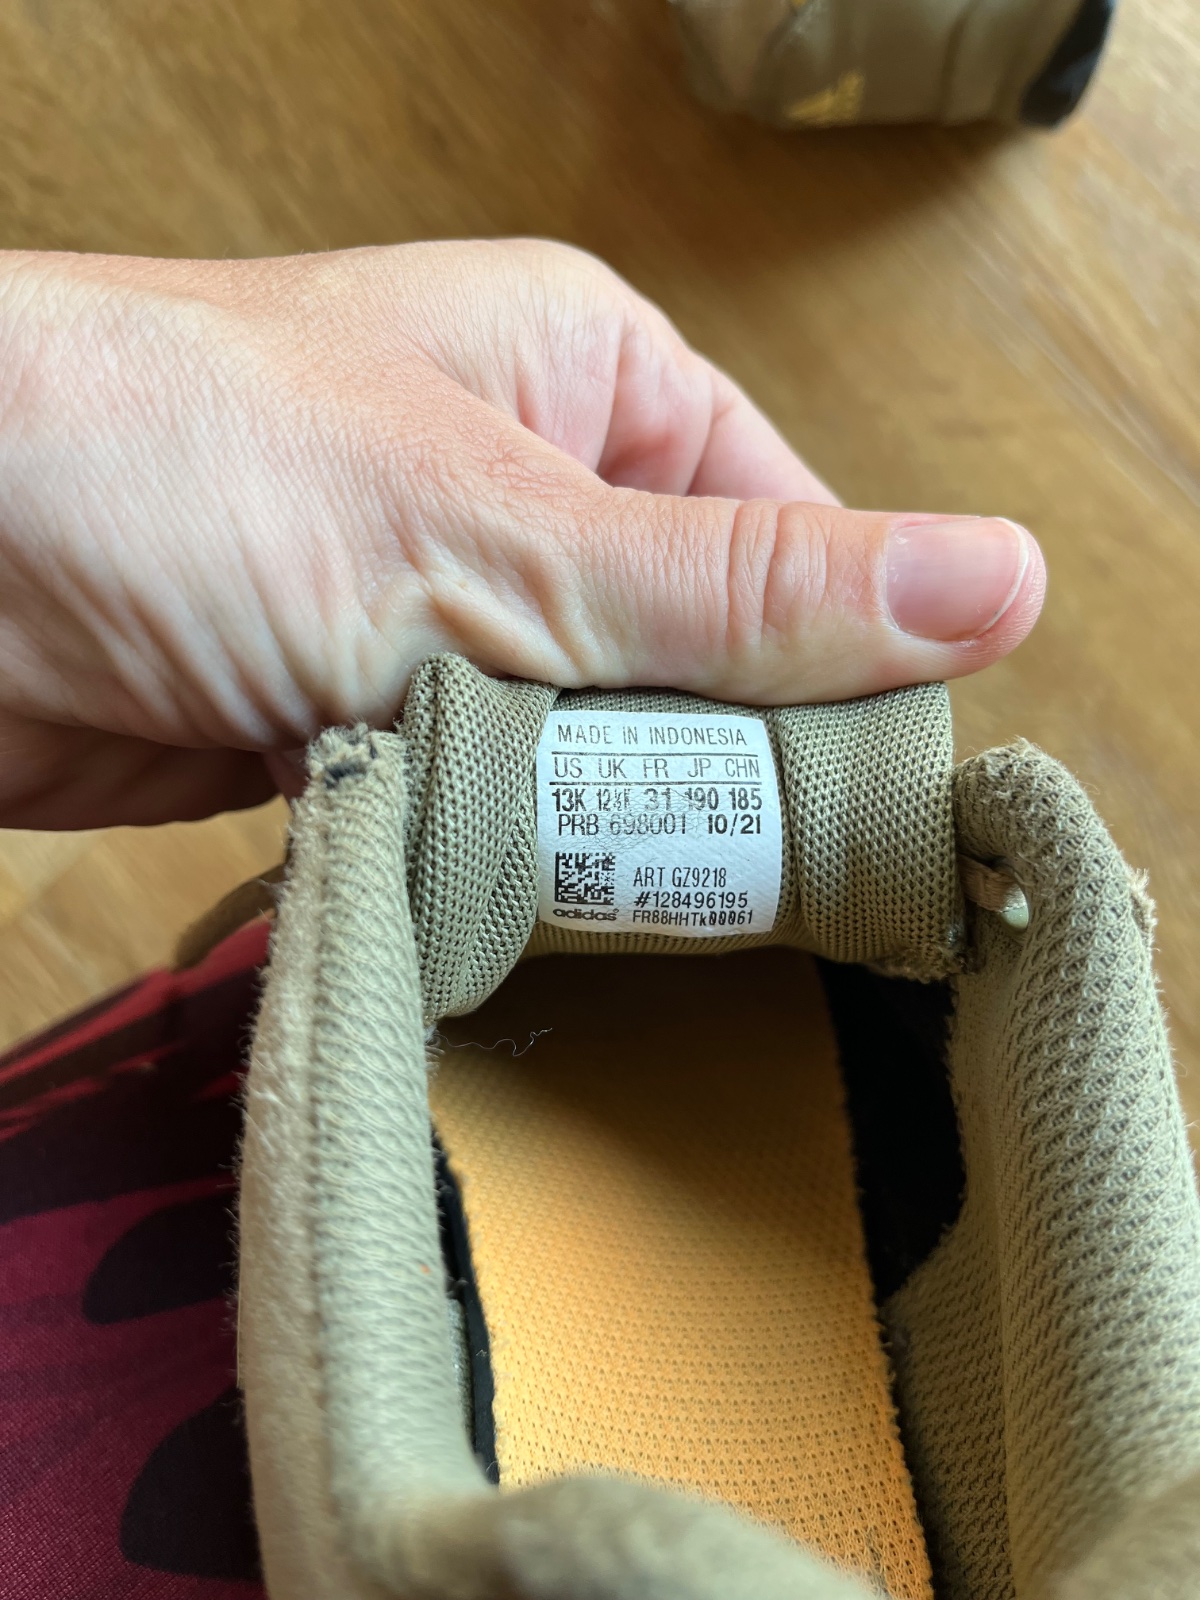 MADE IN INDONESIA
US UK FR JP CHN
13K 12½K 31 190 185
PRB 698001 10/21
ART GZ9218
#128496195
adidas FR88HHTk00061